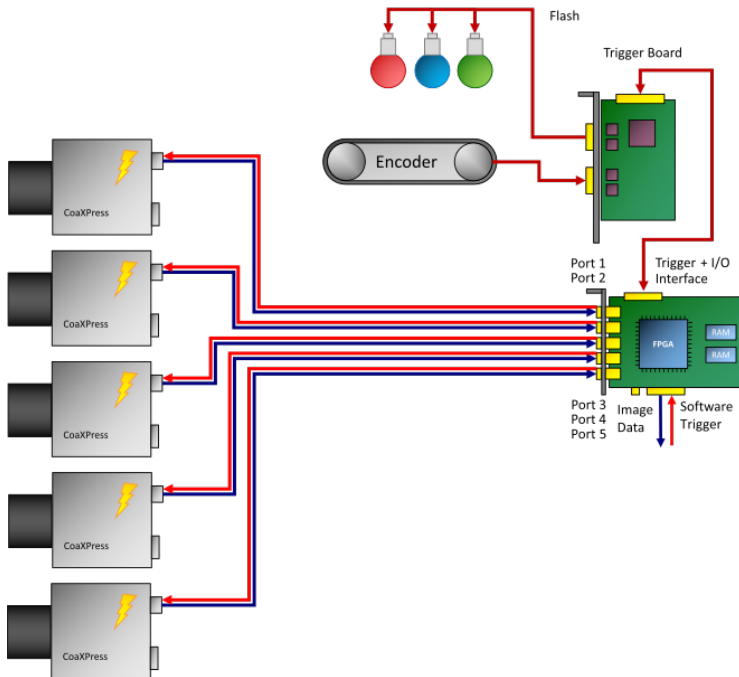 Flash
Trigger Board
Encoder
CoaXPress
Port 1
Port 2
Trigger + I/O
Interface
CoaXPress
RAM
FPGA
RAM
CoaXPress
Port 3
Port 4
Port 5
Image
Data
Software
Trigger
CoaXPress
CoaXPress